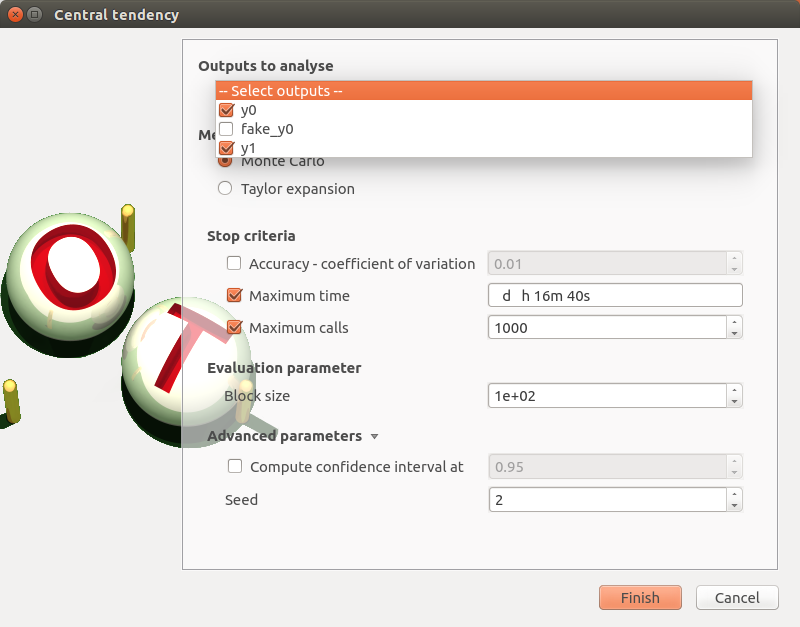 Central tendency
Outputs to analyse
-- Select outputs --
y0
fake_y0
y1
Monte Carlo
Taylor expansion
Stop criteria
Accuracy - coefficient of variation 0.01
Maximum time d h 16m 40s
Maximum calls 1000
Evaluation parameter
Block size 1e+02
Advanced parameters
Compute confidence interval at 0.95
Seed 2
Finish Cancel